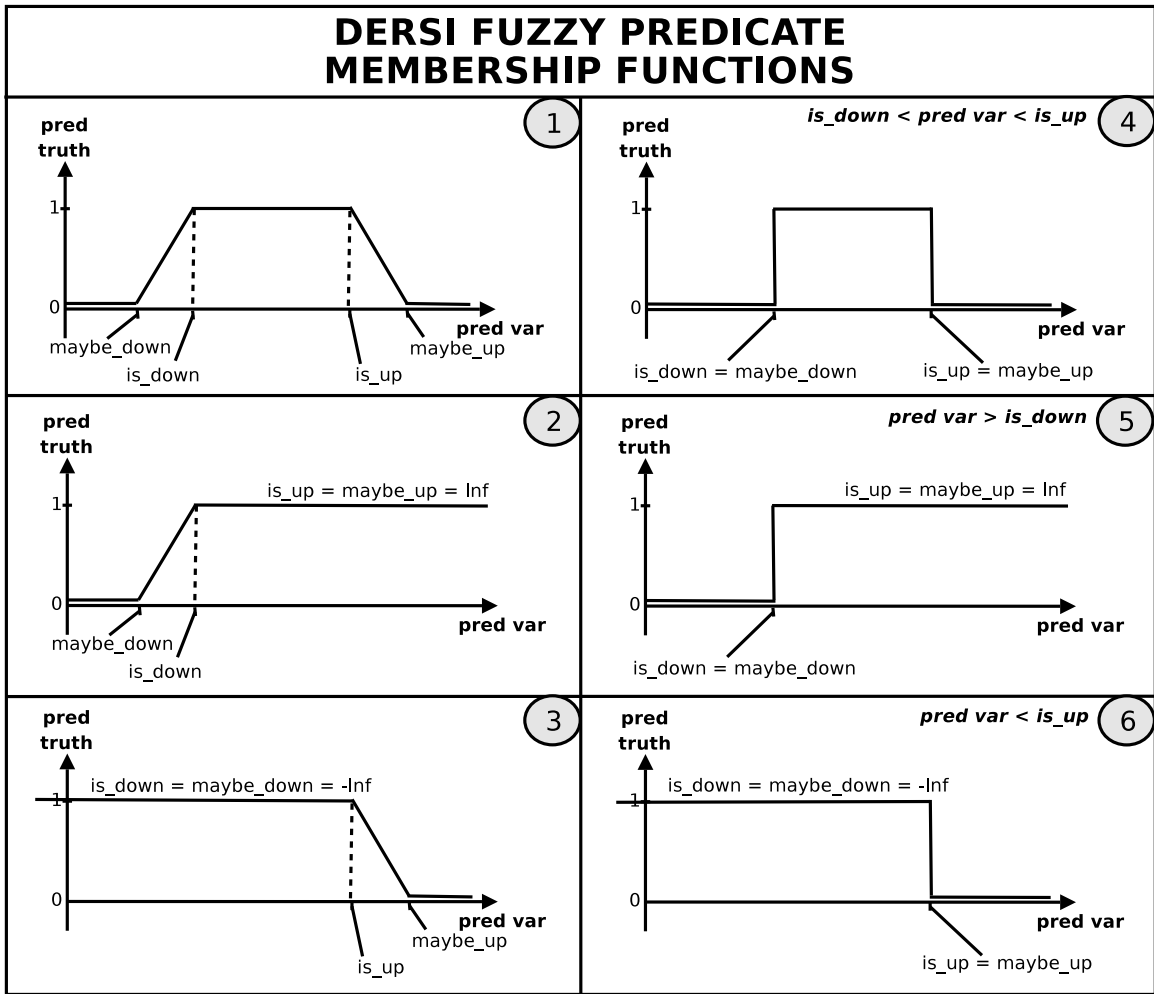 DERSI FUZZY PREDICATE
MEMBERSHIP FUNCTIONS
1
pred
truth
1
0
pred var
maybe_down
maybe_up
is_down
is_up
4
is_down < pred var < is_up
pred
truth
1
0
pred var
is_down = maybe_down
is_up = maybe_up
2
pred
truth
is_up = maybe_up = Inf
1
0
pred var
maybe_down
is_down
5
pred var > is_down
pred
truth
is_up = maybe_up = Inf
1
0
pred var
is_down = maybe_down
3
pred
truth
is_down = maybe_down = -Inf
1
0
pred var
maybe_up
is_up
6
pred var < is_up
pred
truth
is_down = maybe_down = -Inf
1
0
pred var
is_up = maybe_up